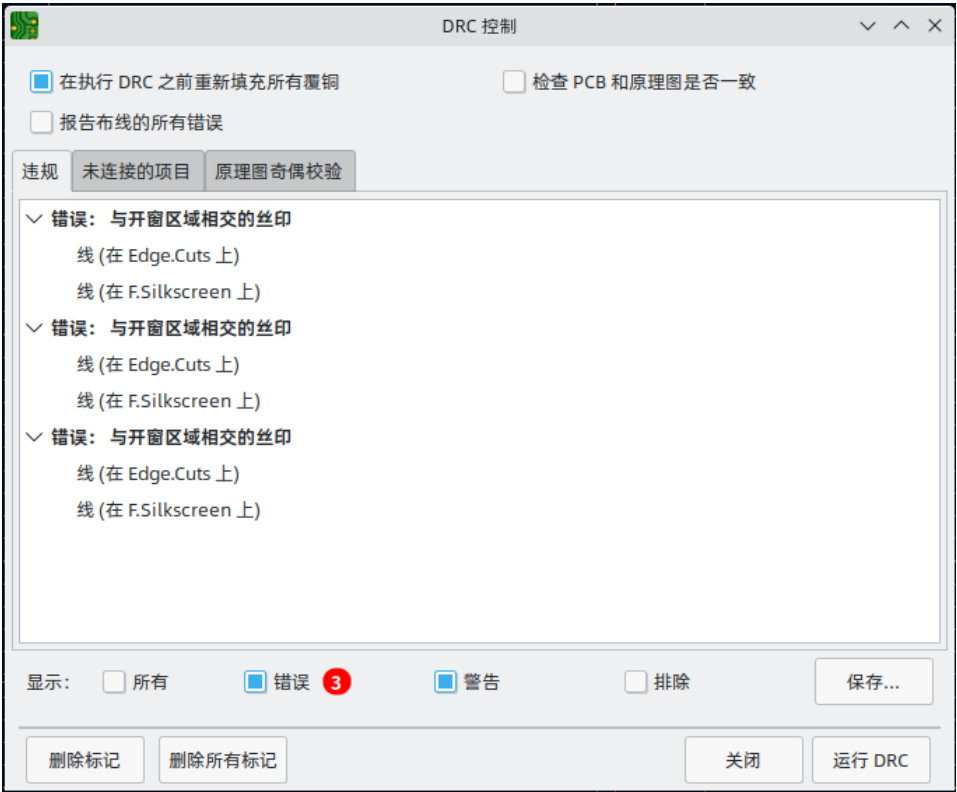 DRC 控制
在执行 DRC 之前重新填充所有覆铜
检查 PCB 和原理图是否一致
报告布线的所有错误
违规
未连接的项目
原理图奇偶校验
错误： 与开窗区域相交的丝印
线 (在 Edge.Cuts 上)
线 (在 F.Silkscreen 上)
错误： 与开窗区域相交的丝印
线 (在 Edge.Cuts 上)
线 (在 F.Silkscreen 上)
错误： 与开窗区域相交的丝印
线 (在 Edge.Cuts 上)
线 (在 F.Silkscreen 上)
显示：
所有
错误 3
警告
排除
保存...
删除标记
删除所有标记
关闭
运行 DRC